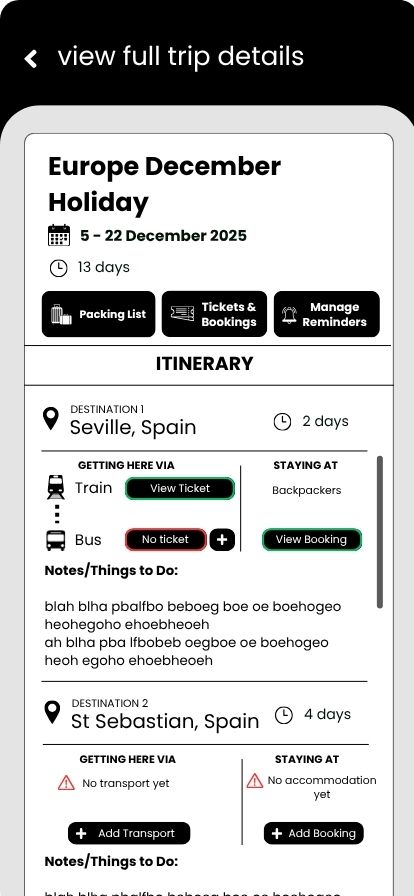 view full trip details
Europe December
Holiday
5 - 22 December 2025
13 days
Packing List
Tickets &
Bookings
Manage
Reminders
ITINERARY
DESTINATION 1
Seville, Spain
2 days
GETTING HERE VIA
STAYING AT
Train
View Ticket
Backpackers
Bus
No ticket
+
View Booking
Notes/Things to Do:
blah blha pbalfbo beboeg boe oe boehogeo
heohegoho ehoebheoeh
ah blha pba lfbobeb oegboe oe boehogeo
heoh egoho ehoebheoeh
DESTINATION 2
St Sebastian, Spain
4 days
GETTING HERE VIA
STAYING AT
No transport yet
No accommodation
yet
+ Add Transport
+ Add Booking
Notes/Things to Do: